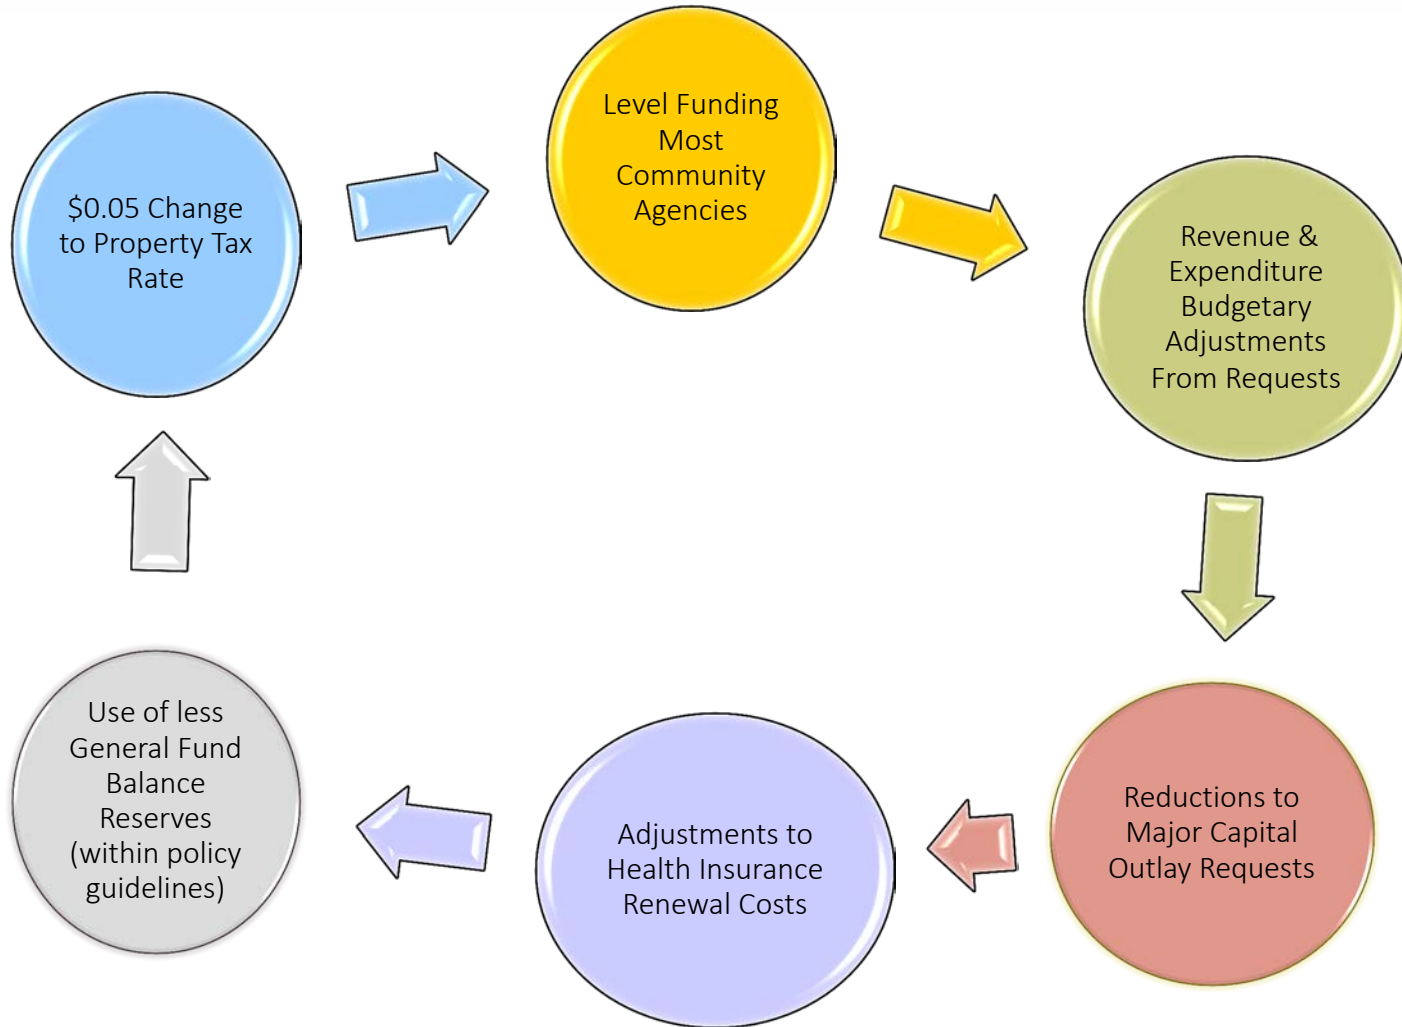 $0.05 Change
to Property Tax
Rate
Level Funding
Most
Community
Agencies
Revenue &
Expenditure
Budgetary
Adjustments
From Requests
Reductions to
Major Capital
Outlay Requests
Adjustments to
Health Insurance
Renewal Costs
Use of less
General Fund
Balance
Reserves
(within policy
guidelines)